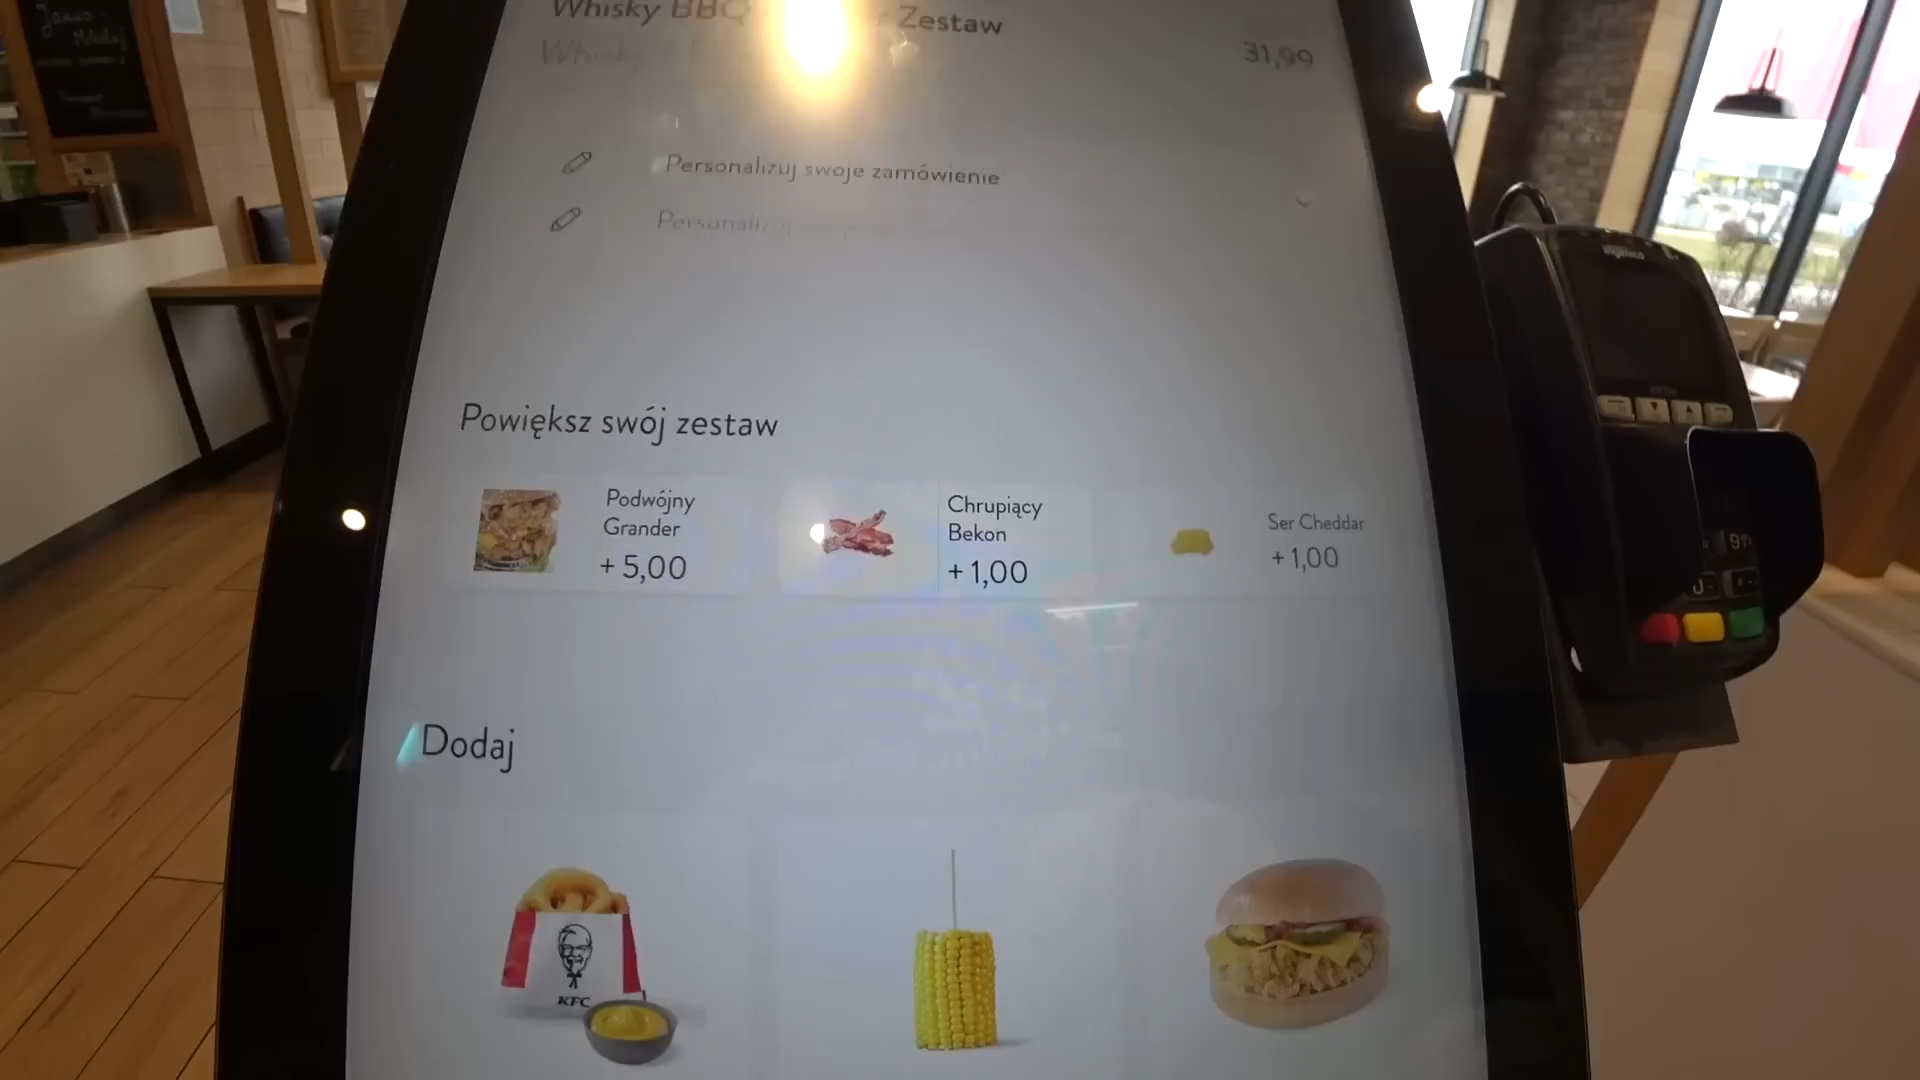 Whisky BBQ
Zestaw
31,99
Personalizuj swoje zamówienie
Powiększ swój zestaw
Podwójny
Grander
+ 5,00
Chrupiący
Bekon
+ 1,00
Ser Cheddar
+ 1,00
Dodaj
KFC